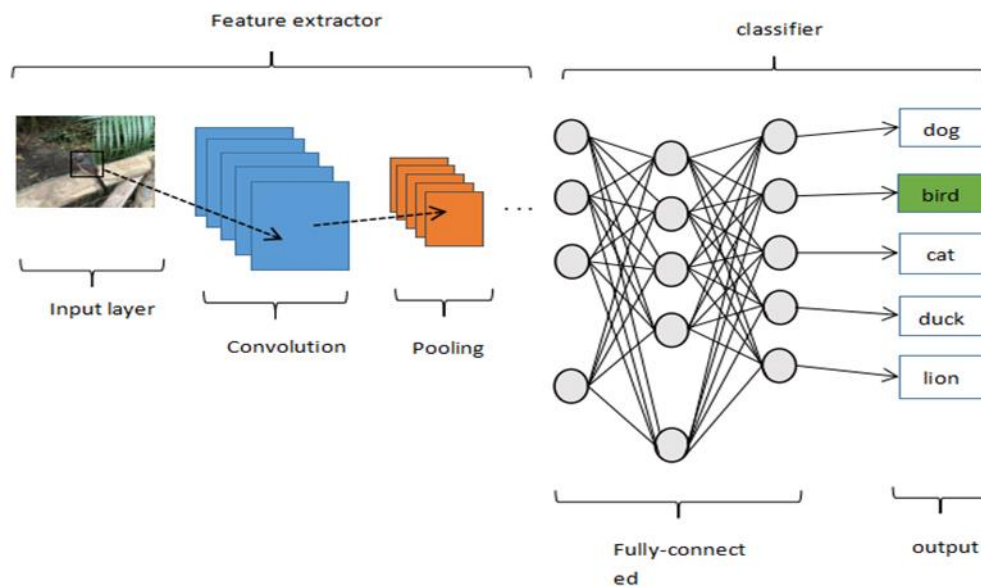 Feature extractor
classifier
dog
bird
cat
duck
lion
Input layer
Convolution
Pooling
...
Fully-connect
ed
output